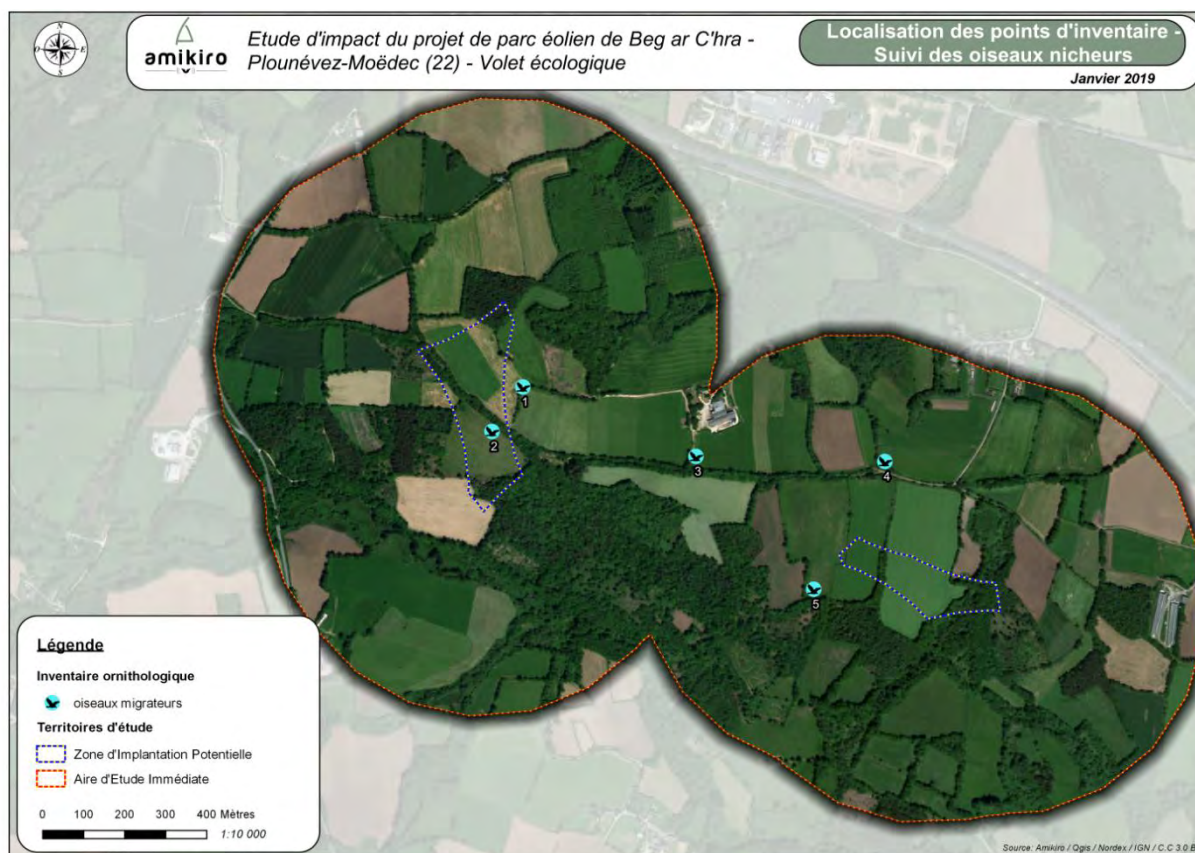 N
O E
S
amikiro
Etude d'impact du projet de parc éolien de Beg ar C'hra -
Plounévez-Moëdec (22) - Volet écologique
Localisation des points d'inventaire -
Suivi des oiseaux nicheurs
Janvier 2019
1
2
3
4
5
Légende
Inventaire ornithologique
oiseaux migrateurs
Territoires d'étude
Zone d'Implantation Potentielle
Aire d'Etude Immédiate
0 100 200 300 400 Mètres
1:10 000
Source: Amikiro / Qgis / Nordex / IGN / C.C 3.0 B